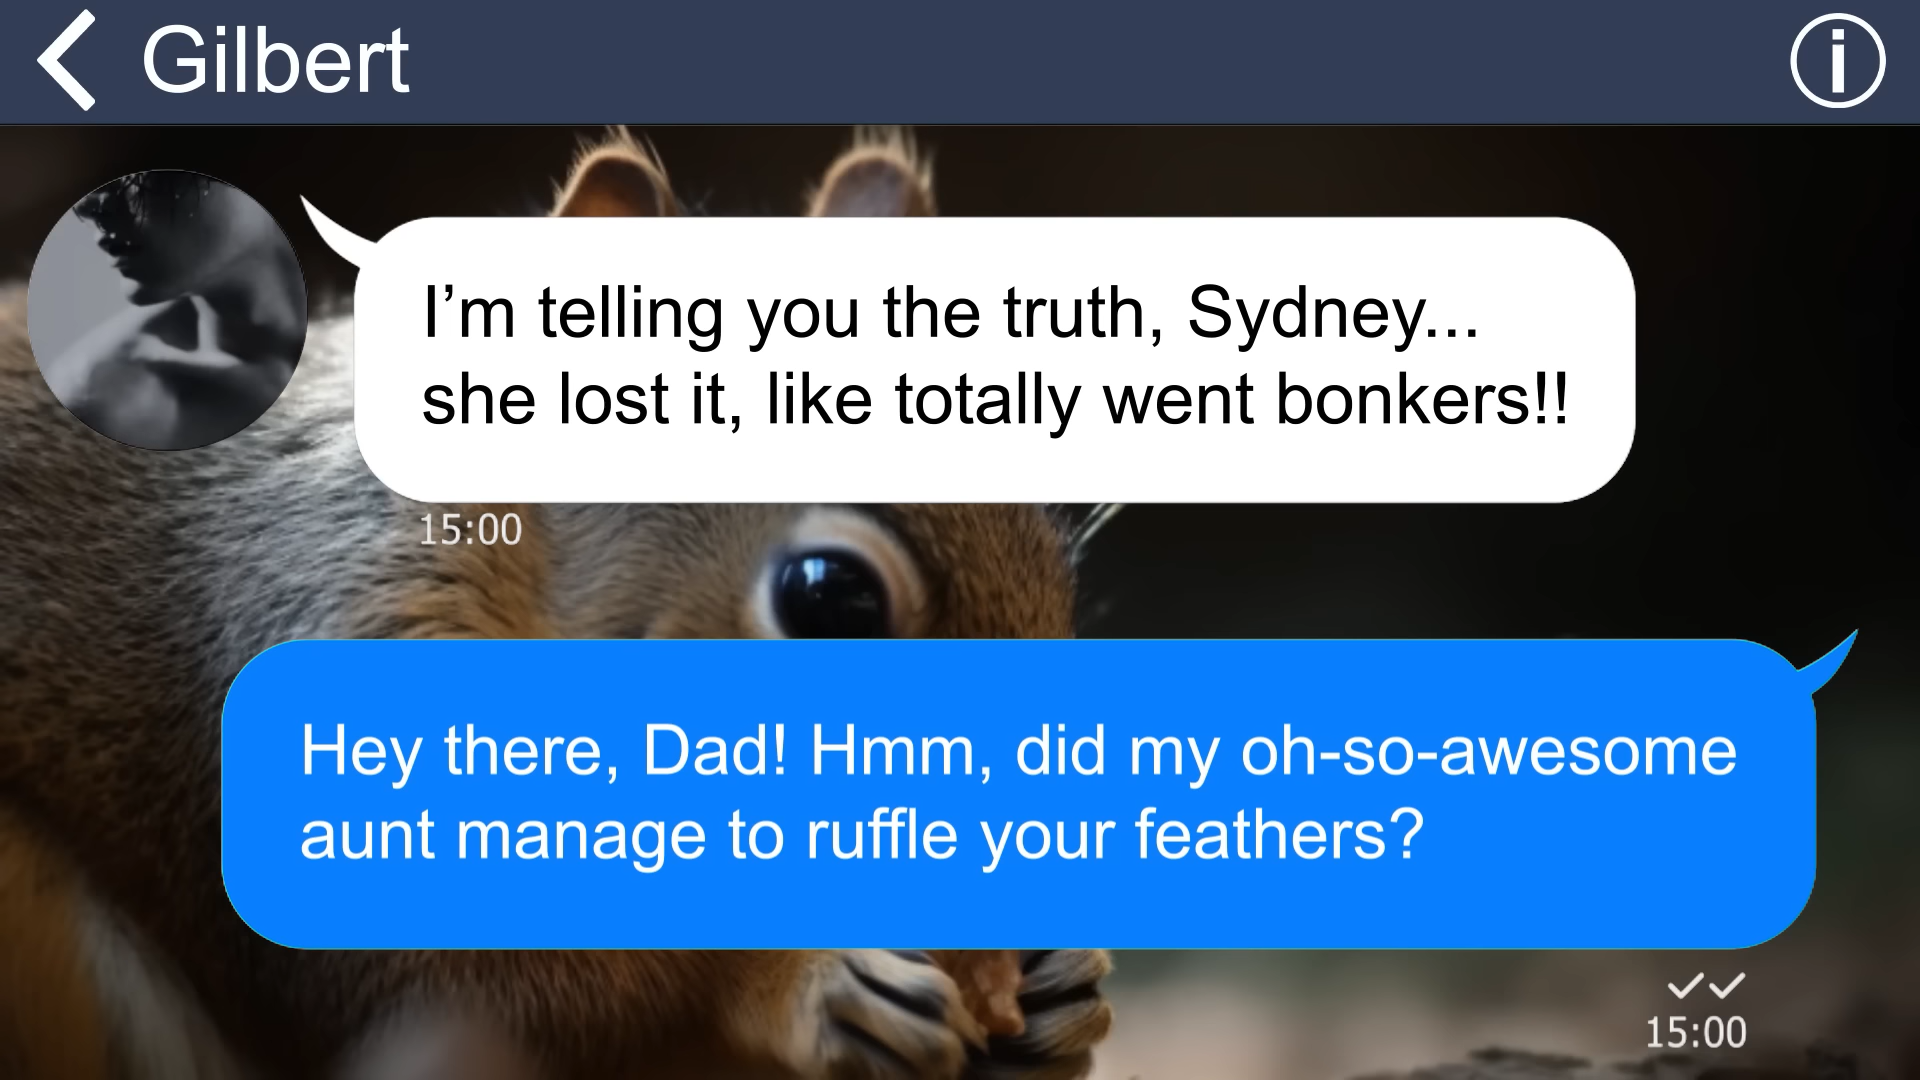 Gilbert
I’m telling you the truth, Sydney...
she lost it, like totally went bonkers!!
15:00
Hey there, Dad! Hmm, did my oh-so-awesome
aunt manage to ruffle your feathers?
15:00